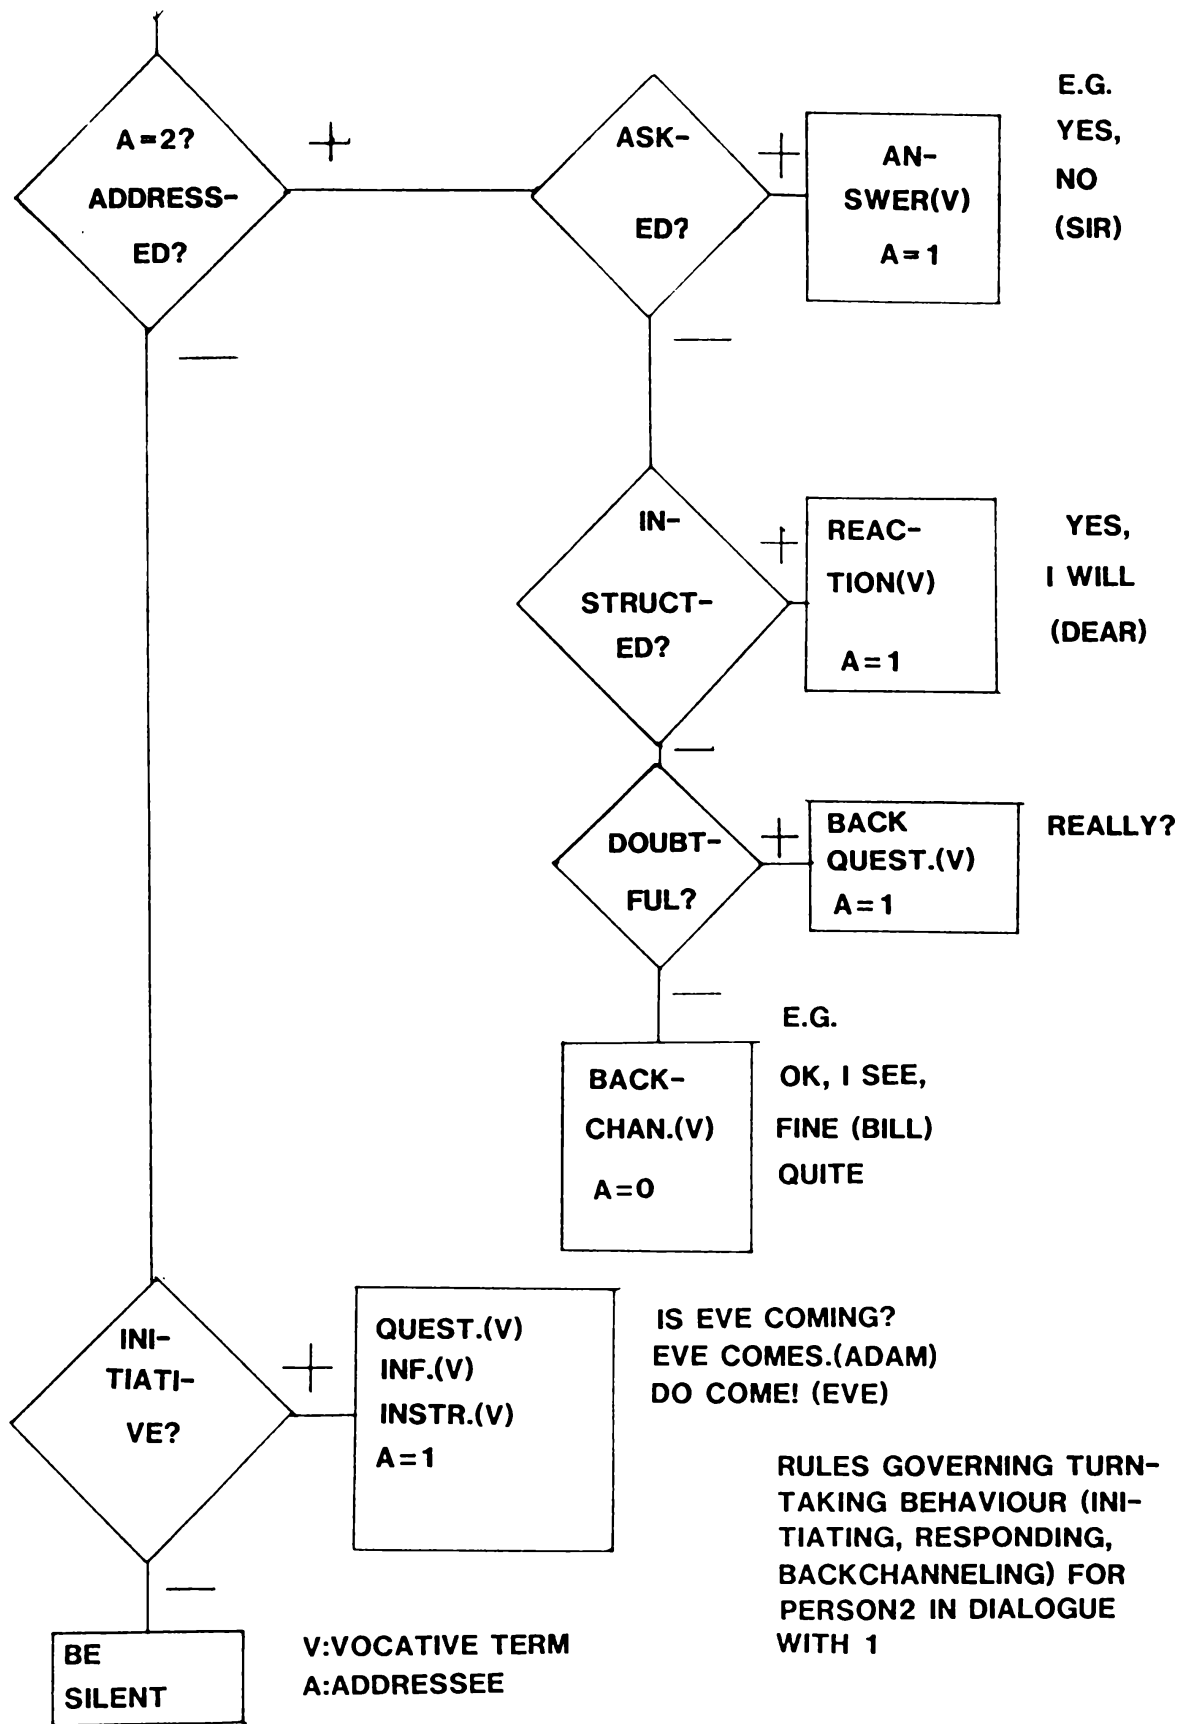 A=2?
ADDRESS-
ED?
+
—
ASK-
ED?
+
—
AN-
SWER(V)
A=1
E.G.
YES,
NO
(SIR)
IN-
STRUCT-
ED?
+
—
REAC-
TION(V)
A=1
YES,
I WILL
(DEAR)
DOUBT-
FUL?
+
—
BACK
QUEST.(V)
A=1
REALLY?
BACK-
CHAN.(V)
A=0
E.G.
OK, I SEE,
FINE (BILL)
QUITE
INI-
TIATI-
VE?
+
—
QUEST.(V)
INF.(V)
INSTR.(V)
A=1
IS EVE COMING?
EVE COMES.(ADAM)
DO COME! (EVE)
BE
SILENT
V:VOCATIVE TERM
A:ADDRESSEE
RULES GOVERNING TURN-
TAKING BEHAVIOUR (INI-
TIATING, RESPONDING,
BACKCHANNELING) FOR
PERSON2 IN DIALOGUE
WITH 1